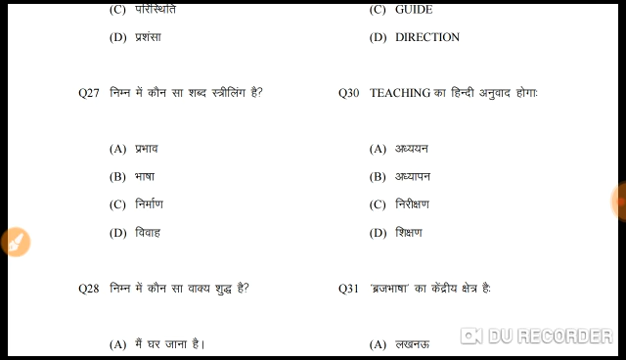 (C) परिस्थिति
(D) प्रशंसा
Q27 निम्न में कौन सा शब्द स्त्रीलिंग है?
(A) प्रभाव
(B) भाषा
(C) निर्माण
(D) विवाह
Q28 निम्न में कौन सा वाक्य शुद्ध है?
(A) मैं घर जाना है।
(C) GUIDE
(D) DIRECTION
Q30 TEACHING का हिन्दी अनुवाद होगाः
(A) अध्ययन
(B) अध्यापन
(C) निरीक्षण
(D) शिक्षण
Q31 'ब्रजभाषा' का केंद्रीय क्षेत्र हैः
(A) लखनऊ
DU RECORDER